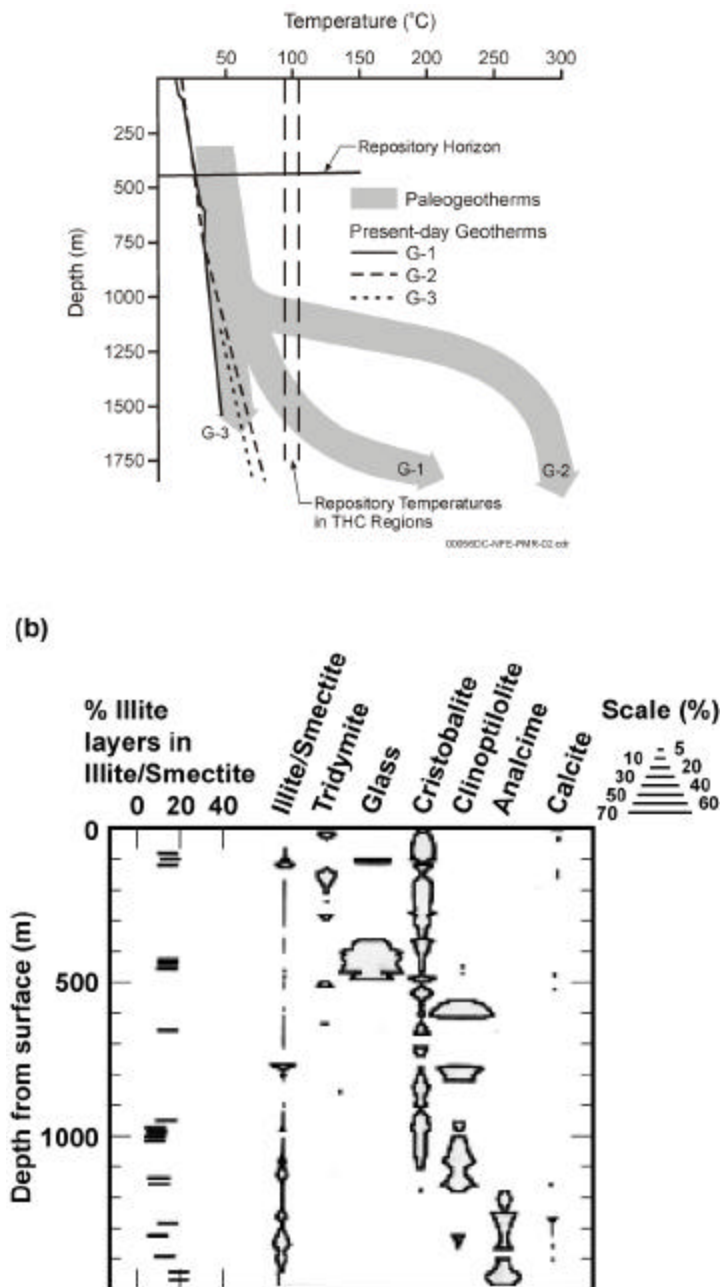 Temperature (°C)
50 100 150 200 250 300
Depth (m)
250
500
750
1000
1250
1500
1750
Repository Horizon
Paleogeotherms
Present-day Geotherms
G-1
G-2
G-3
G-3
G-1
G-2
Repository Temperatures
in THC Regions
(b)
% Illite
layers in
Illite/Smectite
0 20 40
Illite/Smectite
Tridymite
Glass
Cristobalite
Clinoptilolite
Analcime
Calcite
Scale (%)
5
10 20
30 40
50 60
70
Depth from surface (m)
0
500
1000